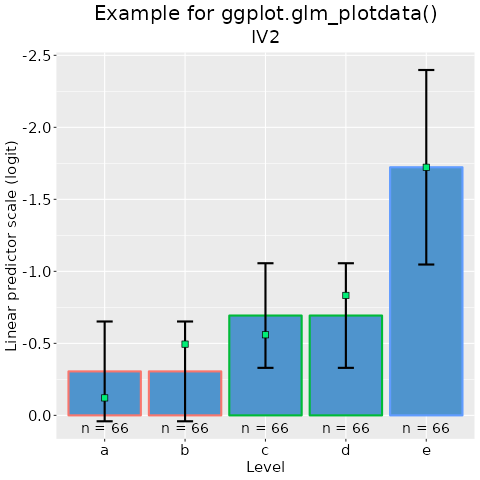 Example for ggplot.glm_plotdata()
IV2
Linear predictor scale (logit)
-2.5
-2.0
-1.5
-1.0
-0.5
0.0
n = 66 n = 66 n = 66 n = 66 n = 66
a b c d e
Level